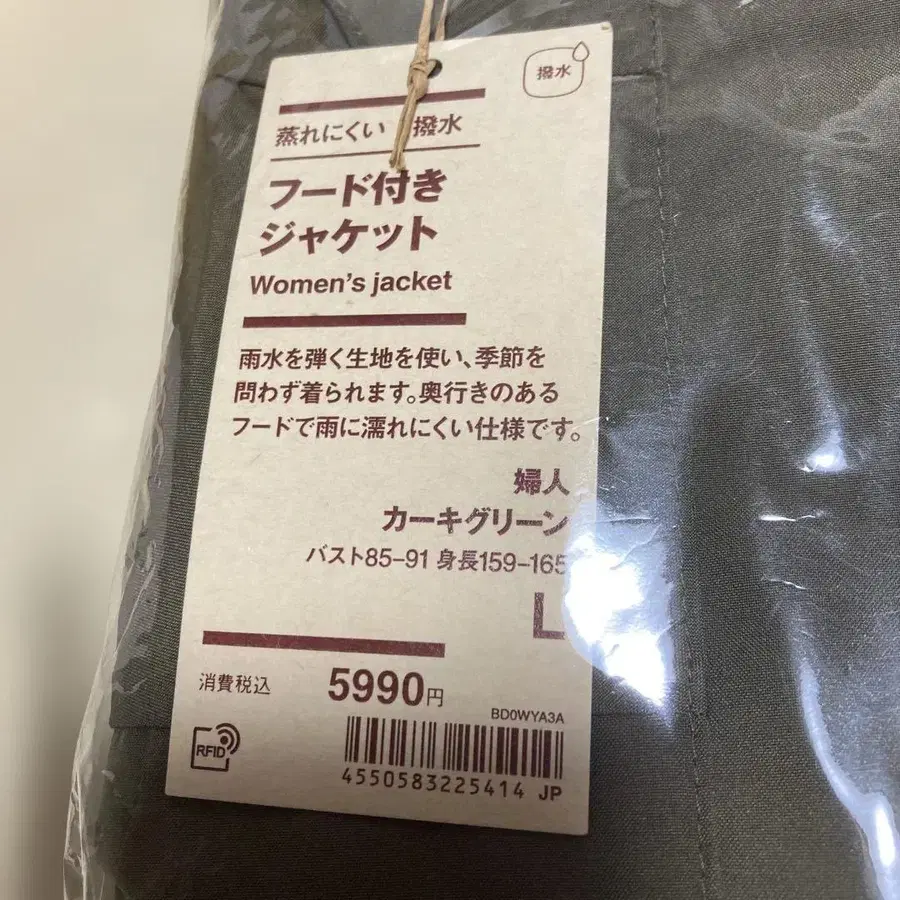 撥水
蒸れにくい 撥水
フード付き
ジャケット
Women's jacket
雨水を弾く生地を使い、季節を
問わず着られます。奥行きのある
フードで雨に濡れにくい仕様です。
婦人
カーキグリーン
バスト85-91 身長159-165
L
消費税込 5990円
BD0WYA3A
RFID
4550583225414 JP